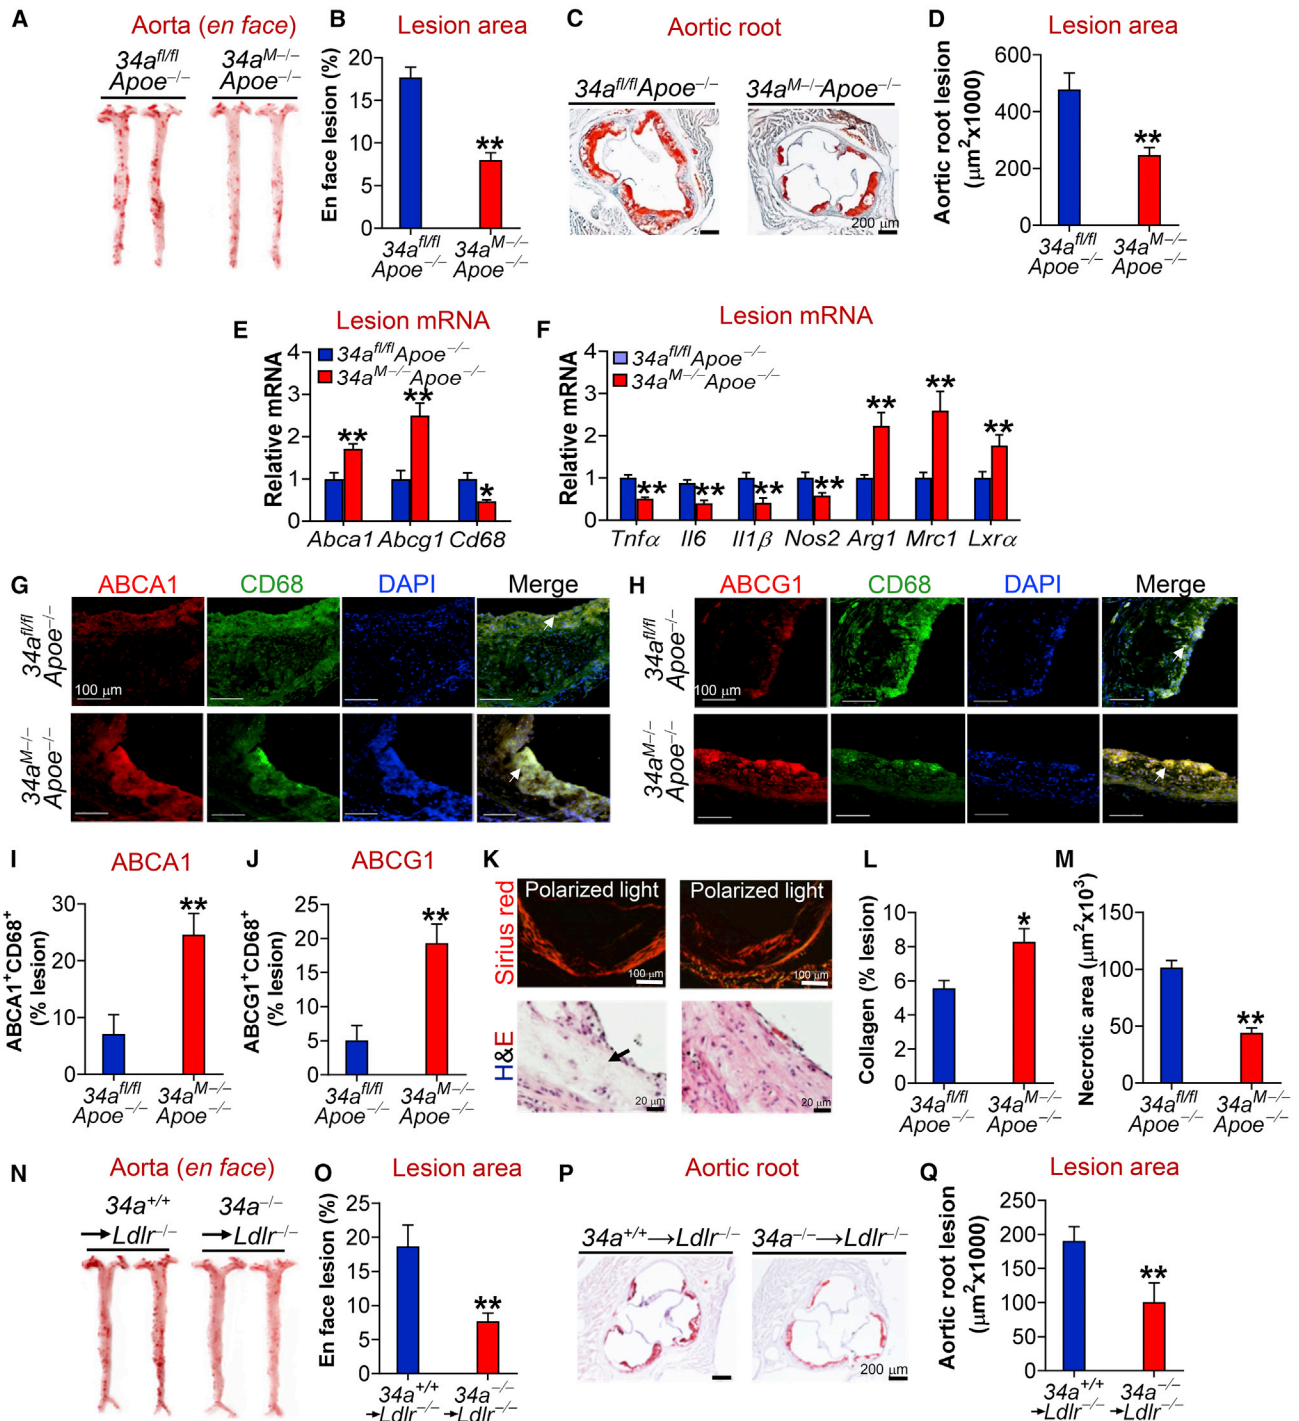 A
Aorta (en face)
34a^fl/fl 34a^M−/−
Apoe^−/− Apoe^−/−
B
Lesion area
En face lesion (%)
20
15
10
5
0
**
34a^fl/fl 34a^M−/−
Apoe^−/− Apoe^−/−
C
Aortic root
34a^fl/fl Apoe^−/− 34a^M−/− Apoe^−/−
200 μm
D
Lesion area
Aortic root lesion
(μm²x1000)
600
400
200
0
**
34a^fl/fl 34a^M−/−
Apoe^−/− Apoe^−/−
E
Lesion mRNA
Relative mRNA
4
3
2
1
0
34a^fl/fl Apoe^−/−
34a^M−/− Apoe^−/−
** ** *
Abca1 Abcg1 Cd68
F
Lesion mRNA
Relative mRNA
4
3
2
1
0
34a^fl/fl Apoe^−/−
34a^M−/− Apoe^−/−
** ** ** ** ** ** **
Tnfα Il6 Il1β Nos2 Arg1 Mrc1 Lxrα
G
ABCA1 CD68 DAPI Merge
34a^fl/fl
Apoe^−/−
100 μm
34a^M−/−
Apoe^−/−
H
ABCG1 CD68 DAPI Merge
34a^fl/fl
Apoe^−/−
100 μm
34a^M−/−
Apoe^−/−
I
ABCA1
ABCA1⁺CD68⁺
(% lesion)
30
20
10
0
**
34a^fl/fl 34a^M−/−
Apoe^−/− Apoe^−/−
J
ABCG1
ABCG1⁺CD68⁺
(% lesion)
25
20
15
10
5
0
**
34a^fl/fl 34a^M−/−
Apoe^−/− Apoe^−/−
K
Sirius red
Polarized light Polarized light
100 μm 100 μm
H&E
20 μm 20 μm
L
Collagen (% lesion)
10
8
6
4
2
0
*
34a^fl/fl 34a^M−/−
Apoe^−/− Apoe^−/−
M
Necrotic area (μm²x10³)
150
100
50
0
**
34a^fl/fl 34a^M−/−
Apoe^−/− Apoe^−/−
N
Aorta (en face)
34a^+/+ 34a^−/−
→Ldlr^−/− →Ldlr^−/−
O
Lesion area
En face lesion (%)
25
20
15
10
5
0
**
34a^+/+ 34a^−/−
→Ldlr^−/− →Ldlr^−/−
P
Aortic root
34a^+/+→Ldlr^−/− 34a^−/−→Ldlr^−/−
200 μm
Q
Lesion area
Aortic root lesion
(μm²x1000)
250
200
150
100
50
0
**
34a^+/+ 34a^−/−
→Ldlr^−/− →Ldlr^−/−